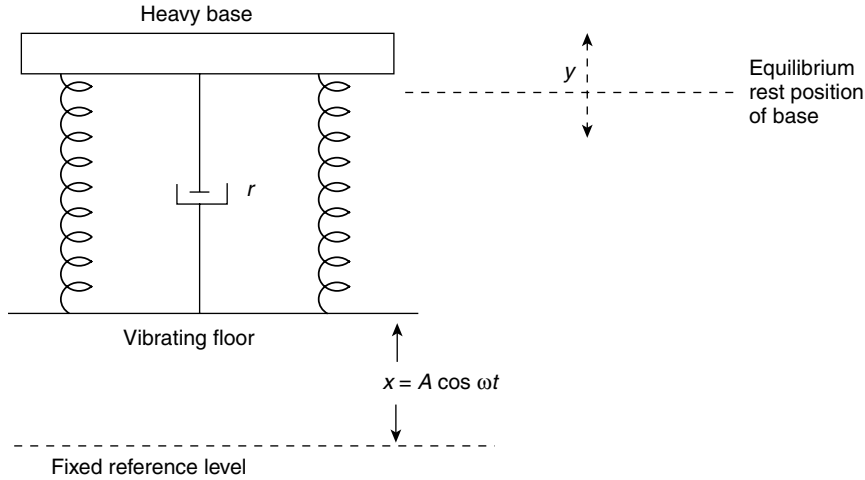 Heavy base
y
Equilibrium
rest position
of base
r
Vibrating floor
x = A cos ωt
Fixed reference level